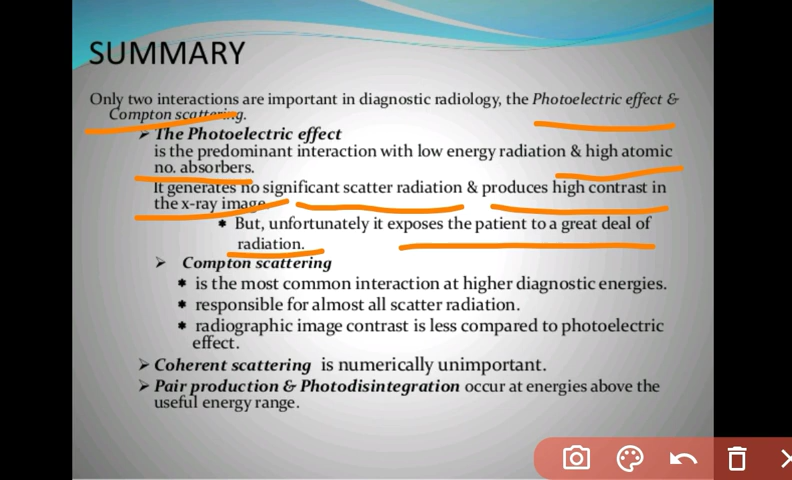 SUMMARY
Only two interactions are important in diagnostic radiology, the Photoelectric effect &
Compton scattering.
The Photoelectric effect
is the predominant interaction with low energy radiation & high atomic
no. absorbers.
It generates no significant scatter radiation & produces high contrast in
the x-ray image
But, unfortunately it exposes the patient to a great deal of
radiation.
Compton scattering
is the most common interaction at higher diagnostic energies.
responsible for almost all scatter radiation.
radiographic image contrast is less compared to photoelectric
effect.
Coherent scattering is numerically unimportant.
Pair production & Photodisintegration occur at energies above the
useful energy range.